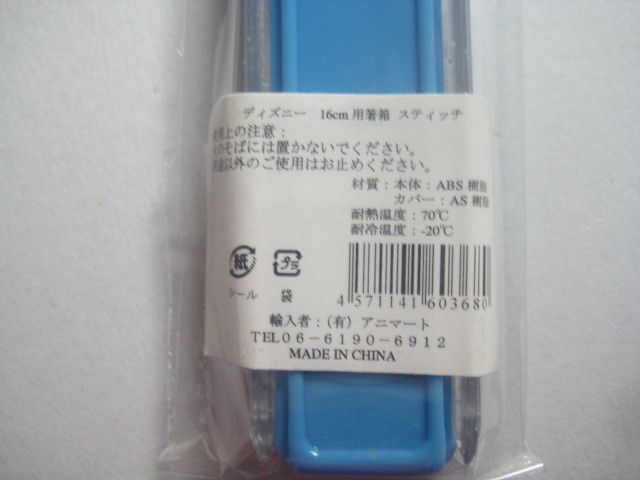 ディズニー 16cm用箸箱 スティッチ
用上の注意：
のそばには置かないでください。
途以外のご使用はお止めください。
材質：本体：ABS樹脂
カバー：AS樹脂
耐熱温度：70℃
耐冷温度：-20℃
紙 プラ
シール 袋
4 571141 603680
輸入者：（有）アニマート
TEL06-6190-6912
MADE IN CHINA